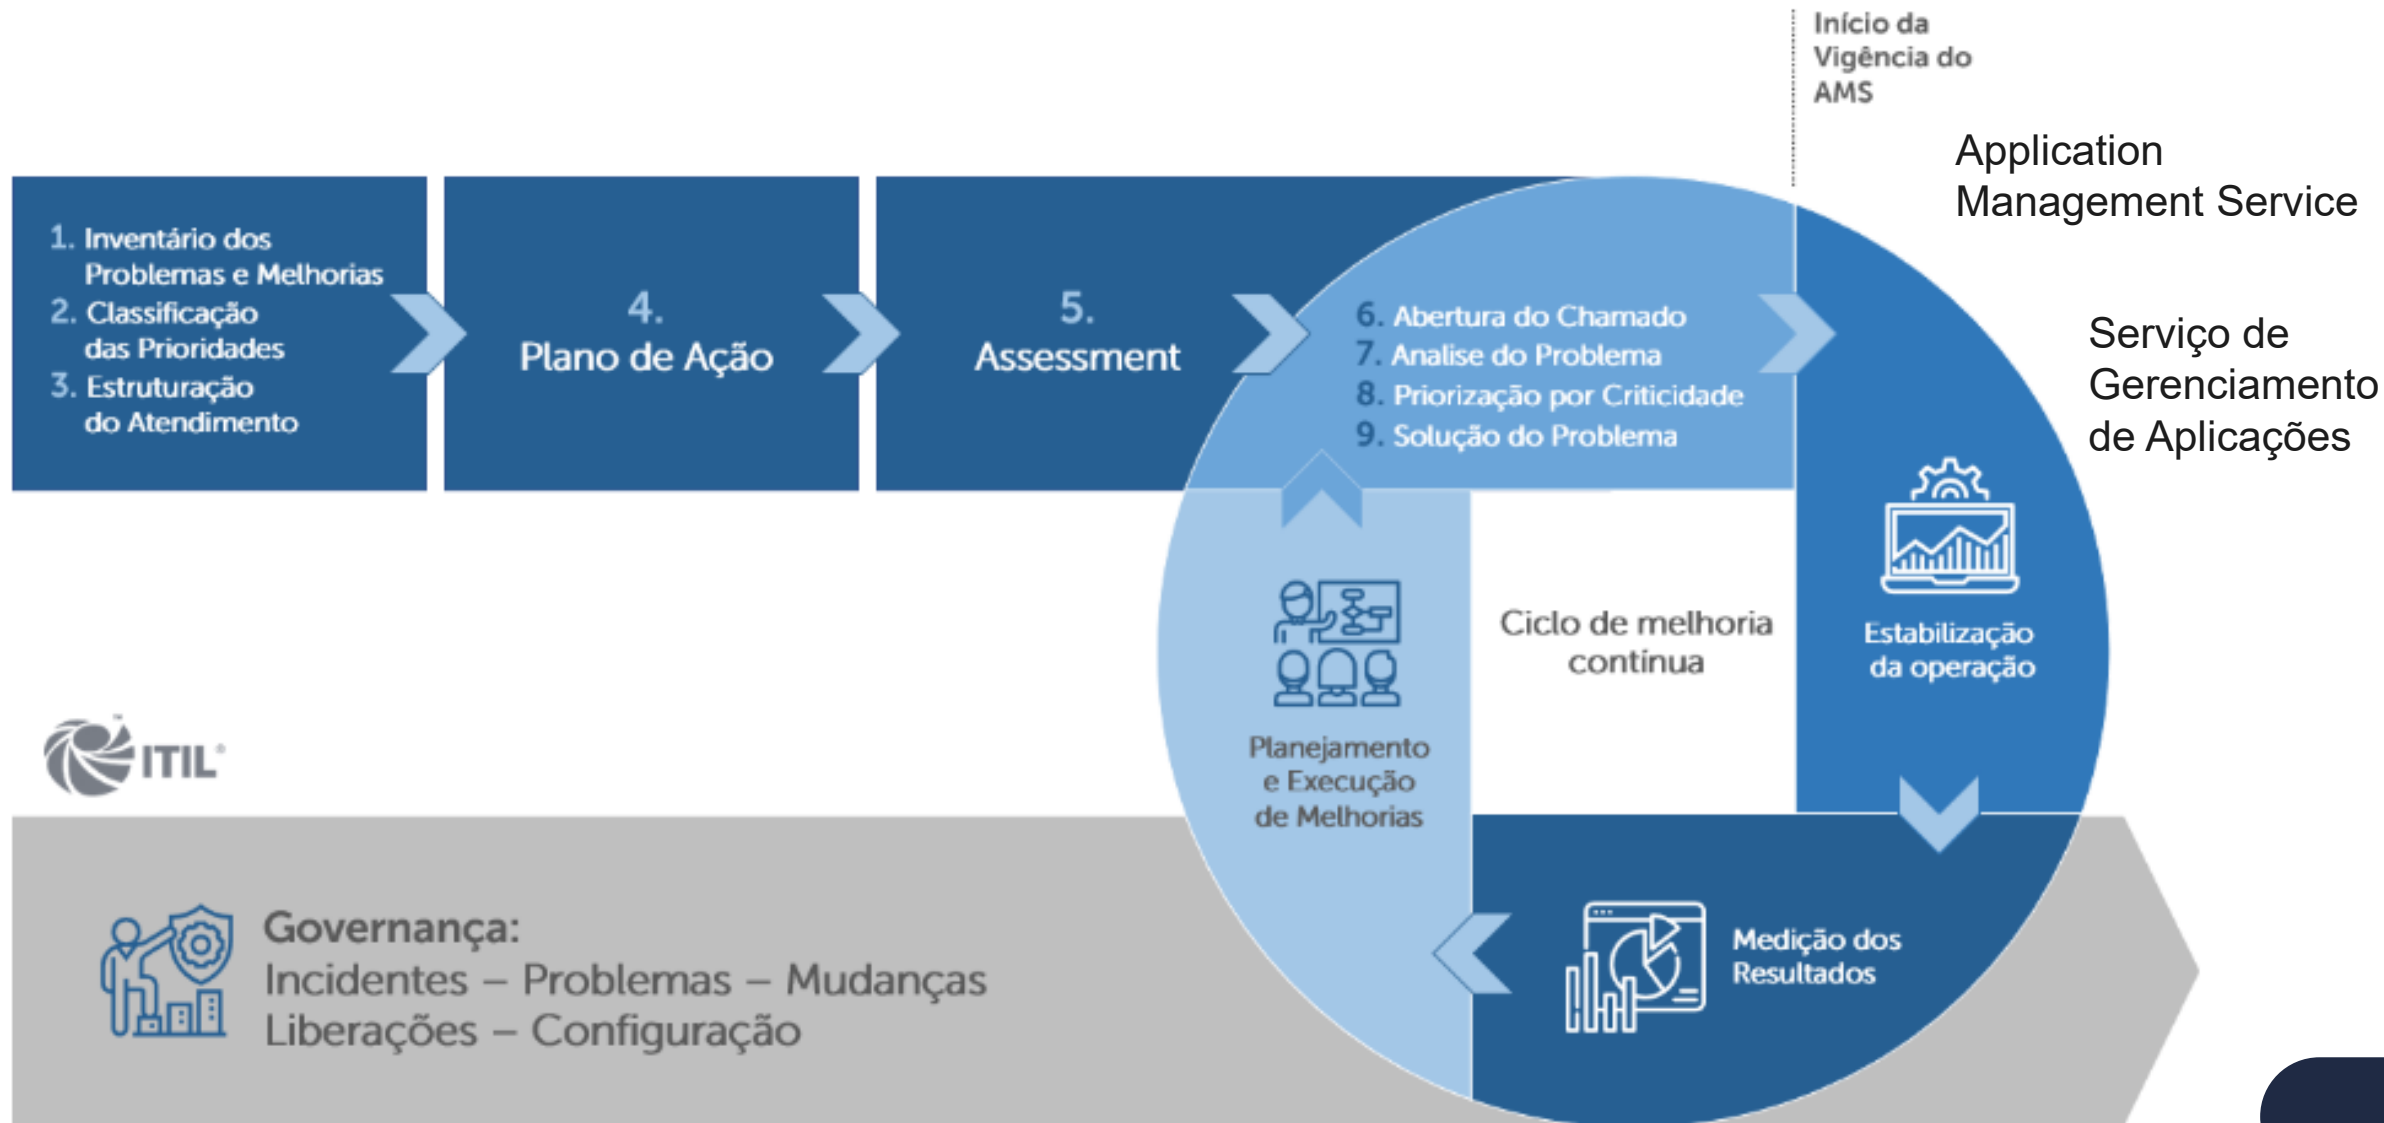 Início da
Vigência do
AMS
Application
Management Service
Serviço de
Gerenciamento
de Aplicações
1. Inventário dos
Problemas e Melhorias
2. Classificação
das Prioridades
3. Estruturação
do Atendimento
4.
Plano de Ação
5.
Assessment
6. Abertura do Chamado
7. Analise do Problema
8. Priorização por Criticidade
9. Solução do Problema
Estabilização
da operação
Ciclo de melhoria
contínua
Planejamento
e Execução
de Melhorias
Medição dos
Resultados
ITIL®
Governança:
Incidentes – Problemas – Mudanças
Liberações – Configuração